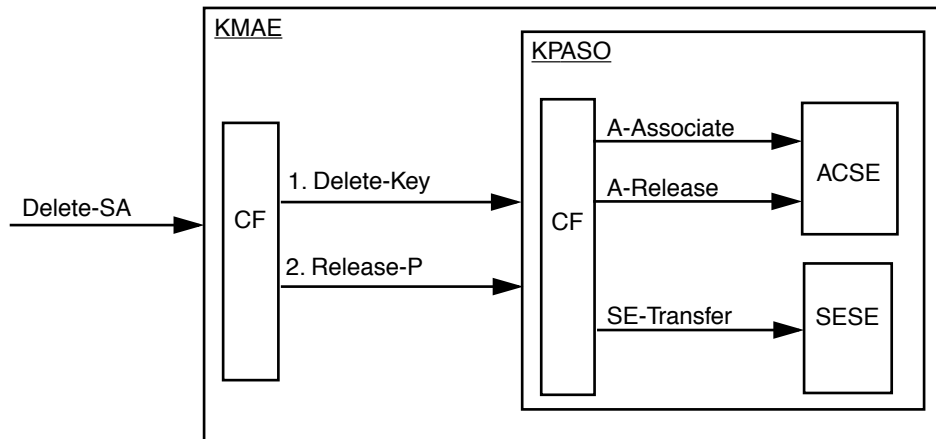 KMAE
KPASO
A-Associate
ACSE
1. Delete-Key
A-Release
Delete-SA
CF
CF
2. Release-P
SE-Transfer
SESE